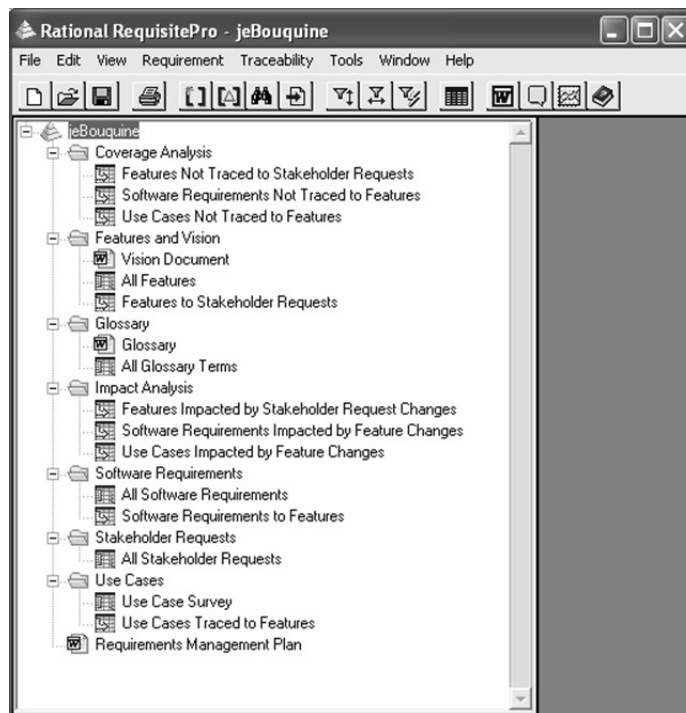 Rational RequisitePro - jeBouquine
File Edit View Requirement Traceability Tools Window Help
jeBouquine
Coverage Analysis
Features Not Traced to Stakeholder Requests
Software Requirements Not Traced to Features
Use Cases Not Traced to Features
Features and Vision
Vision Document
All Features
Features to Stakeholder Requests
Glossary
Glossary
All Glossary Terms
Impact Analysis
Features Impacted by Stakeholder Request Changes
Software Requirements Impacted by Feature Changes
Use Cases Impacted by Feature Changes
Software Requirements
All Software Requirements
Software Requirements to Features
Stakeholder Requests
All Stakeholder Requests
Use Cases
Use Case Survey
Use Cases Traced to Features
Requirements Management Plan